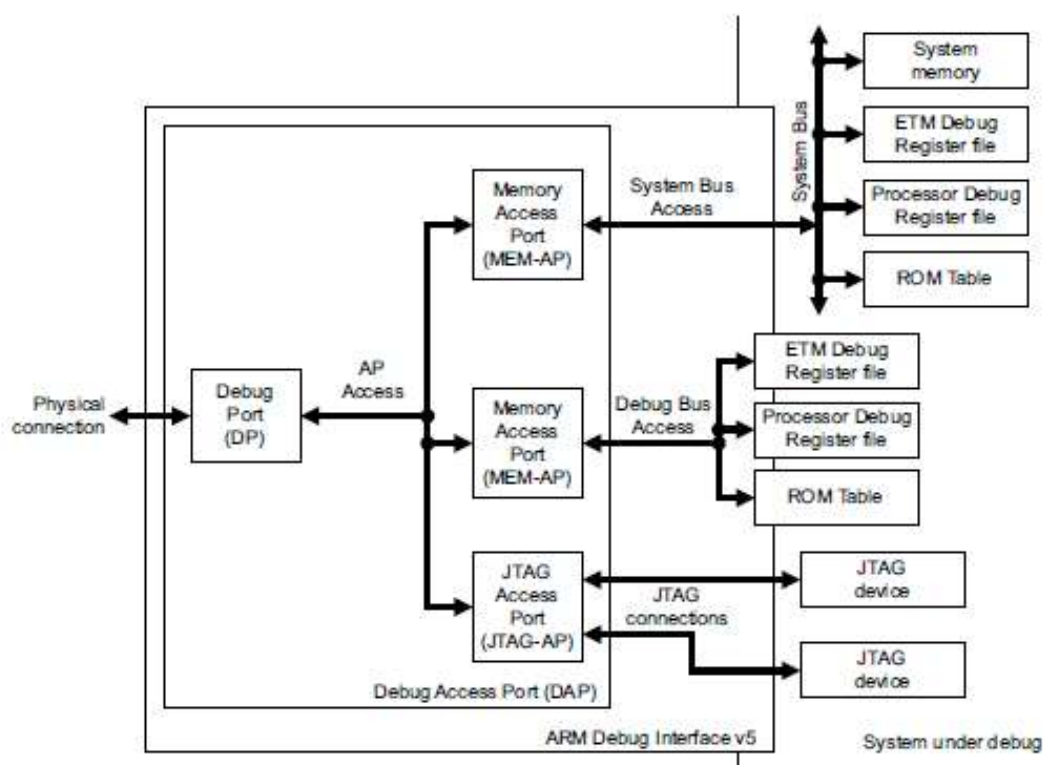 System
memory
ETM Debug
Register file
Processor Debug
Register file
ROM Table
System Bus
System Bus
Access
Memory
Access
Port
(MEM-AP)
AP
Access
Physical
connection
Debug
Port
(DP)
Memory
Access
Port
(MEM-AP)
Debug Bus
Access
ETM Debug
Register file
Processor Debug
Register file
ROM Table
JTAG
Access
Port
(JTAG-AP)
JTAG
connections
JTAG
device
JTAG
device
Debug Access Port (DAP)
ARM Debug Interface v5
System under debug